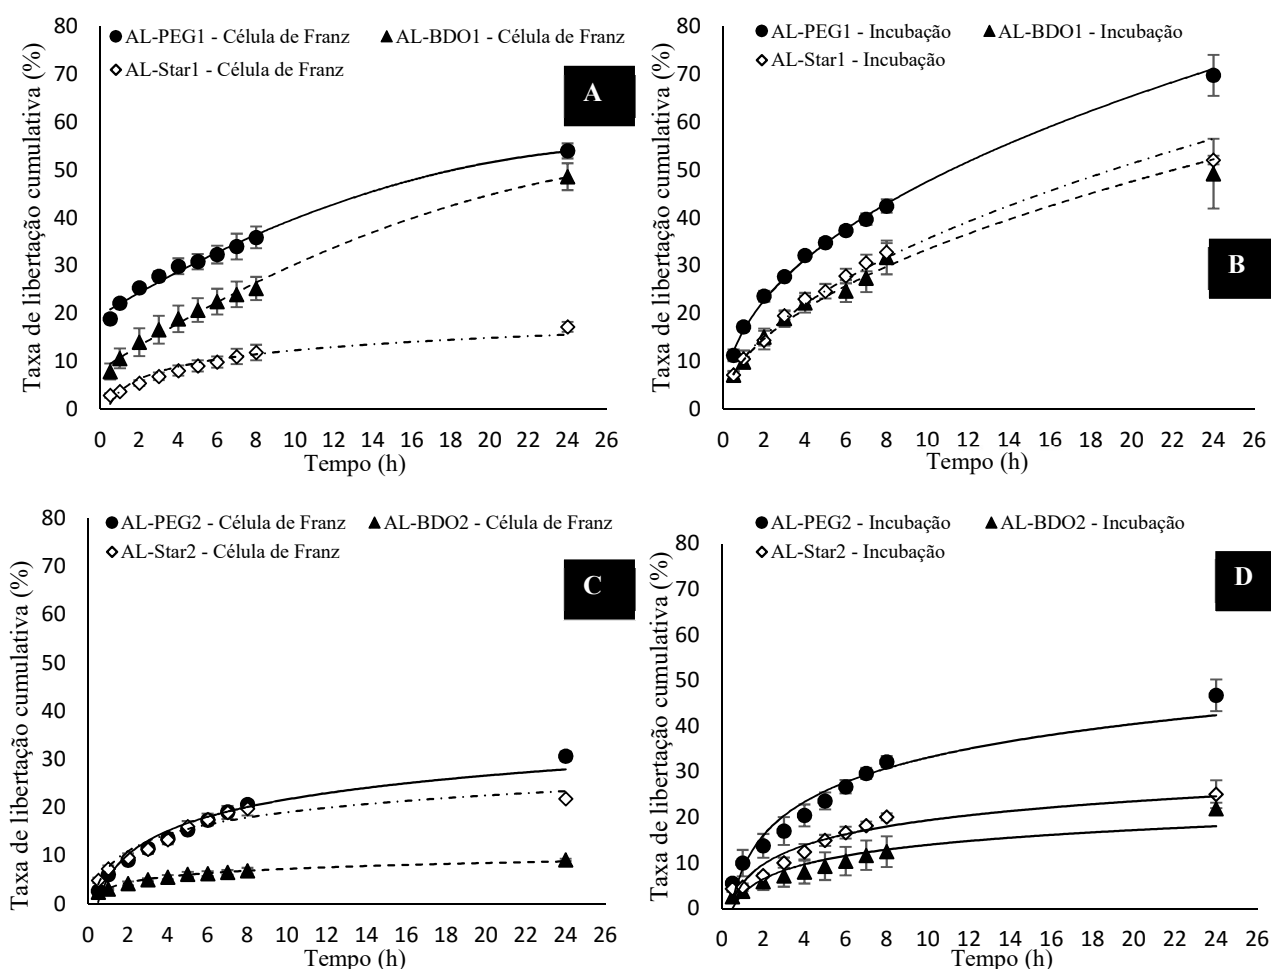 AL-PEG1 - Célula de Franz AL-BDO1 - Célula de Franz
AL-Star1 - Célula de Franz
A
Taxa de libertação cumulativa (%)
80
70
60
50
40
30
20
10
0
0 2 4 6 8 10 12 14 16 18 20 22 24 26
Tempo (h)
AL-PEG1 - Incubação AL-BDO1 - Incubação
AL-Star1 - Incubação
B
Taxa de libertação cumulativa (%)
80
70
60
50
40
30
20
10
0
0 2 4 6 8 10 12 14 16 18 20 22 24 26
Tempo (h)
AL-PEG2 - Célula de Franz AL-BDO2 - Célula de Franz
AL-Star2 - Célula de Franz
C
Taxa de libertação cumulativa (%)
80
70
60
50
40
30
20
10
0
0 2 4 6 8 10 12 14 16 18 20 22 24 26
Tempo (h)
AL-PEG2 - Incubação AL-BDO2 - Incubação
AL-Star2 - Incubação
D
Taxa de libertação cumulativa (%)
80
70
60
50
40
30
20
10
0
0 2 4 6 8 10 12 14 16 18 20 22 24 26
Tempo (h)